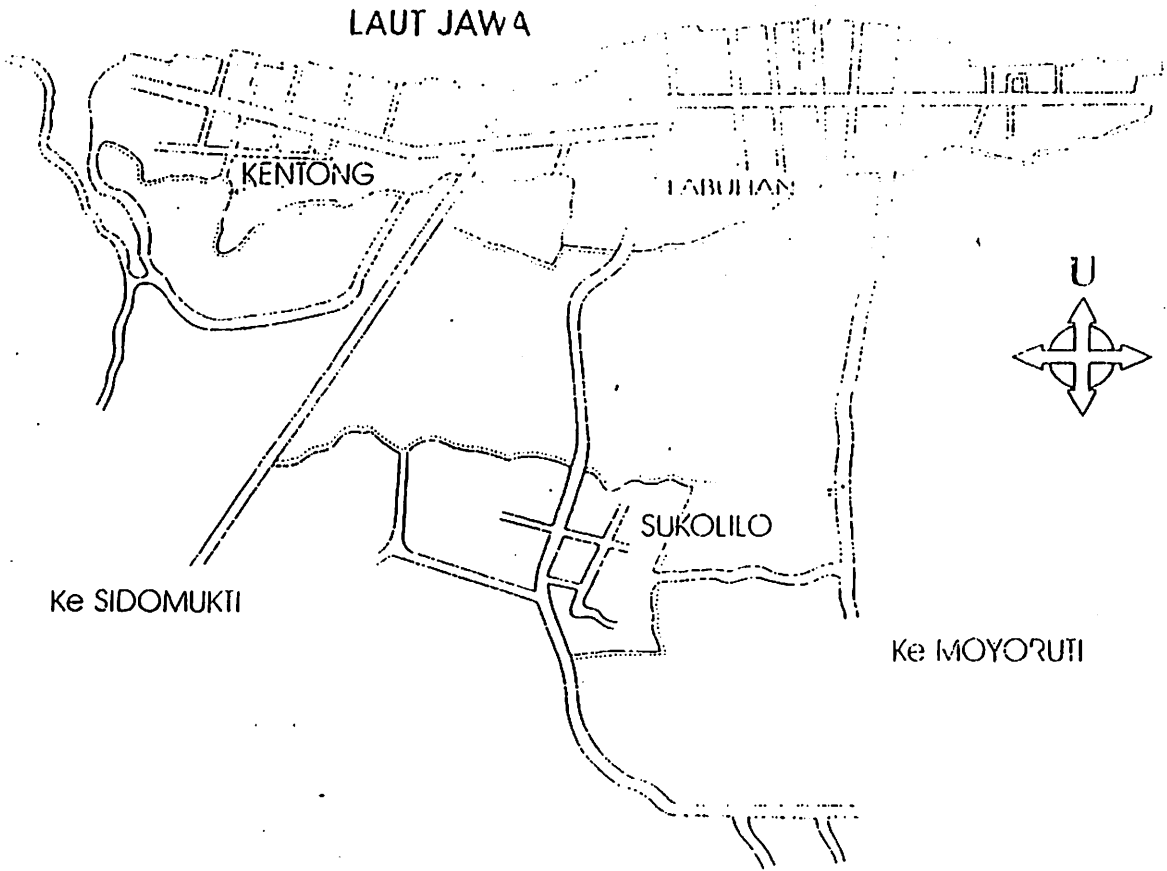 LAUT JAWA
KENTONG
LABUHAN
U
SUKOLILO
Ke SIDOMUKTI
Ke MOYORUTI